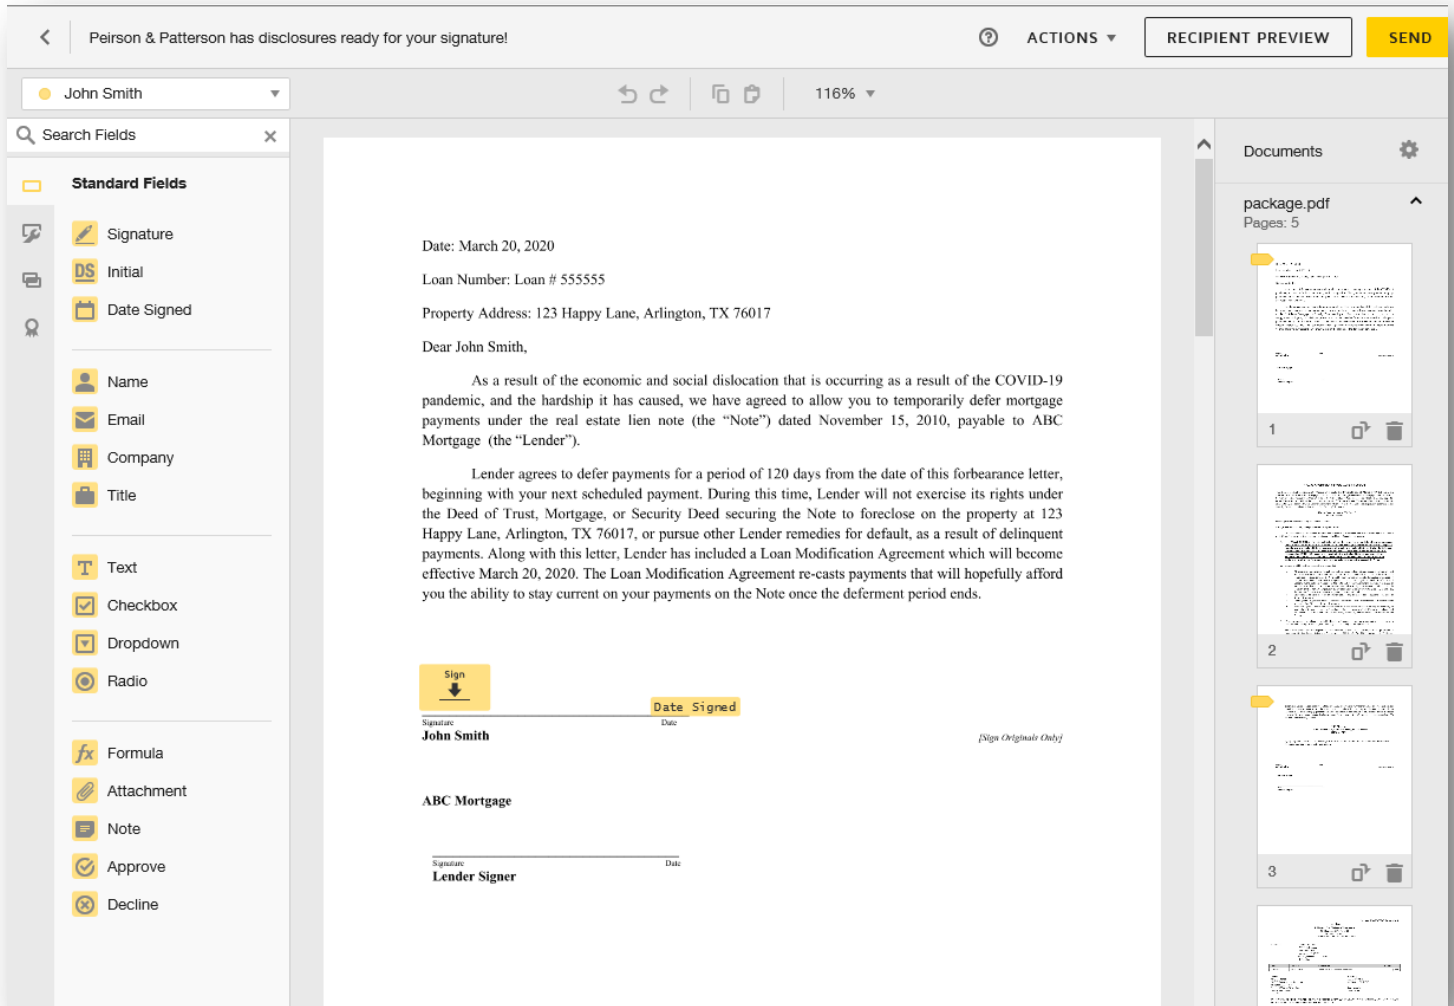 Peirson & Patterson has disclosures ready for your signature!
ACTIONS
RECIPIENT PREVIEW
SEND
John Smith
116%
Search Fields
Standard Fields
Signature
DS Initial
Date Signed
Name
Email
Company
Title
T Text
Checkbox
Dropdown
Radio
fx Formula
Attachment
Note
Approve
Decline
Date: March 20, 2020
Loan Number: Loan # 555555
Property Address: 123 Happy Lane, Arlington, TX 76017
Dear John Smith,
As a result of the economic and social dislocation that is occurring as a result of the COVID-19
pandemic, and the hardship it has caused, we have agreed to allow you to temporarily defer mortgage
payments under the real estate lien note (the “Note”) dated November 15, 2010, payable to ABC
Mortgage (the “Lender”).
Lender agrees to defer payments for a period of 120 days from the date of this forbearance letter,
beginning with your next scheduled payment. During this time, Lender will not exercise its rights under
the Deed of Trust, Mortgage, or Security Deed securing the Note to foreclose on the property at 123
Happy Lane, Arlington, TX 76017, or pursue other Lender remedies for default, as a result of delinquent
payments. Along with this letter, Lender has included a Loan Modification Agreement which will become
effective March 20, 2020. The Loan Modification Agreement re-casts payments that will hopefully afford
you the ability to stay current on your payments on the Note once the deferment period ends.
Sign
Date Signed
Signature Date
John Smith
[Sign Originals Only]
ABC Mortgage
Signature Date
Lender Signer
Documents
package.pdf
Pages: 5
1
2
3